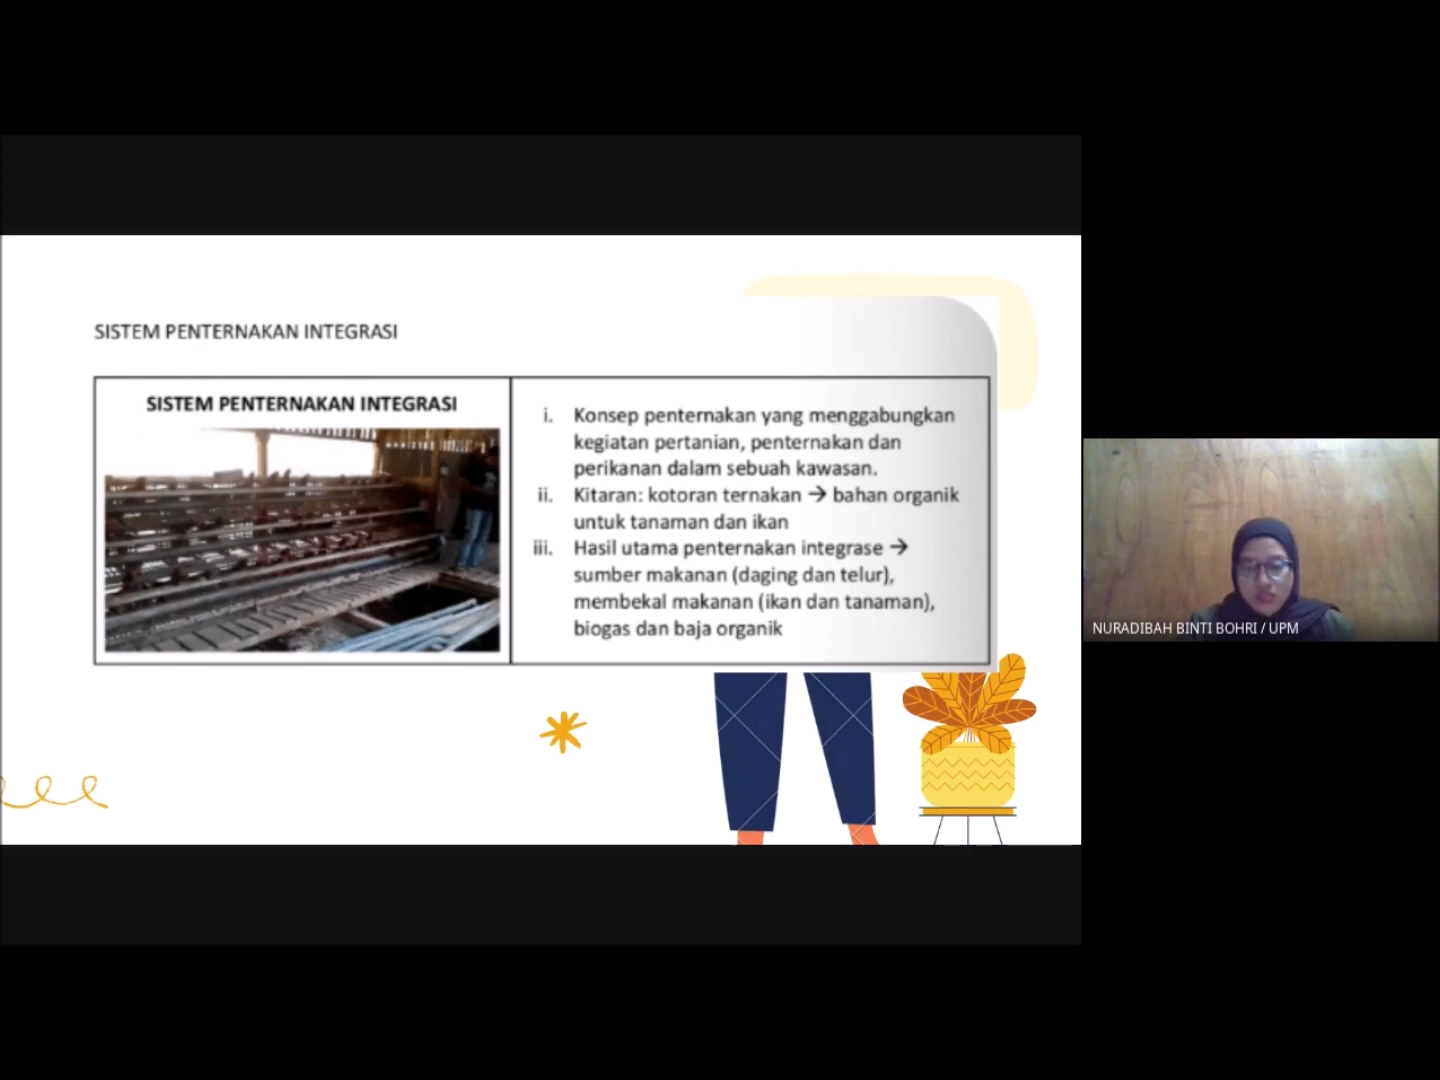 SISTEM PENTERNAKAN INTEGRASI
SISTEM PENTERNAKAN INTEGRASI
i. Konsep penternakan yang menggabungkan
kegiatan pertanian, penternakan dan
perikanan dalam sebuah kawasan.
ii. Kitaran: kotoran ternakan → bahan organik
untuk tanaman dan ikan
iii. Hasil utama penternakan integrase →
sumber makanan (daging dan telur),
membekal makanan (ikan dan tanaman),
biogas dan baja organik
NURADIBAH BINTI BOHRI / UPM